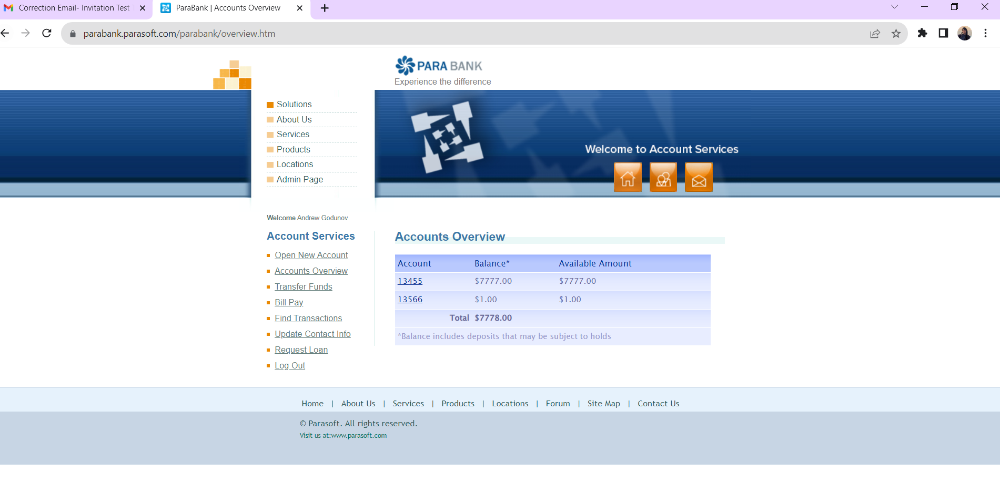 Correction Email- Invitation Test
ParaBank | Accounts Overview
parabank.parasoft.com/parabank/overview.htm
PARA BANK
Experience the difference
Solutions
About Us
Services
Products
Locations
Admin Page
Welcome to Account Services
Welcome Andrew Godunov
Account Services
Open New Account
Accounts Overview
Transfer Funds
Bill Pay
Find Transactions
Update Contact Info
Request Loan
Log Out
Accounts Overview
Account Balance* Available Amount
13455 $7777.00 $7777.00
13566 $1.00 $1.00
Total $7778.00
*Balance includes deposits that may be subject to holds
Home | About Us | Services | Products | Locations | Forum | Site Map | Contact Us
© Parasoft. All rights reserved.
Visit us at:www.parasoft.com